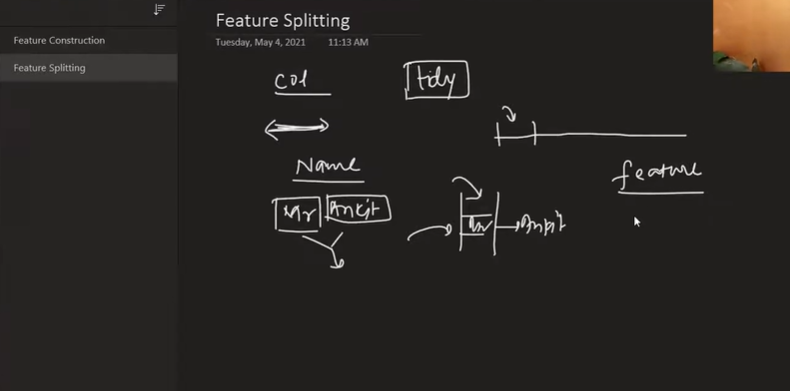 Feature Construction
Feature Splitting
Feature Splitting
Tuesday, May 4, 2021 11:13 AM
col
tidy
Name
feature
Mr Ankit
Mr Ankit